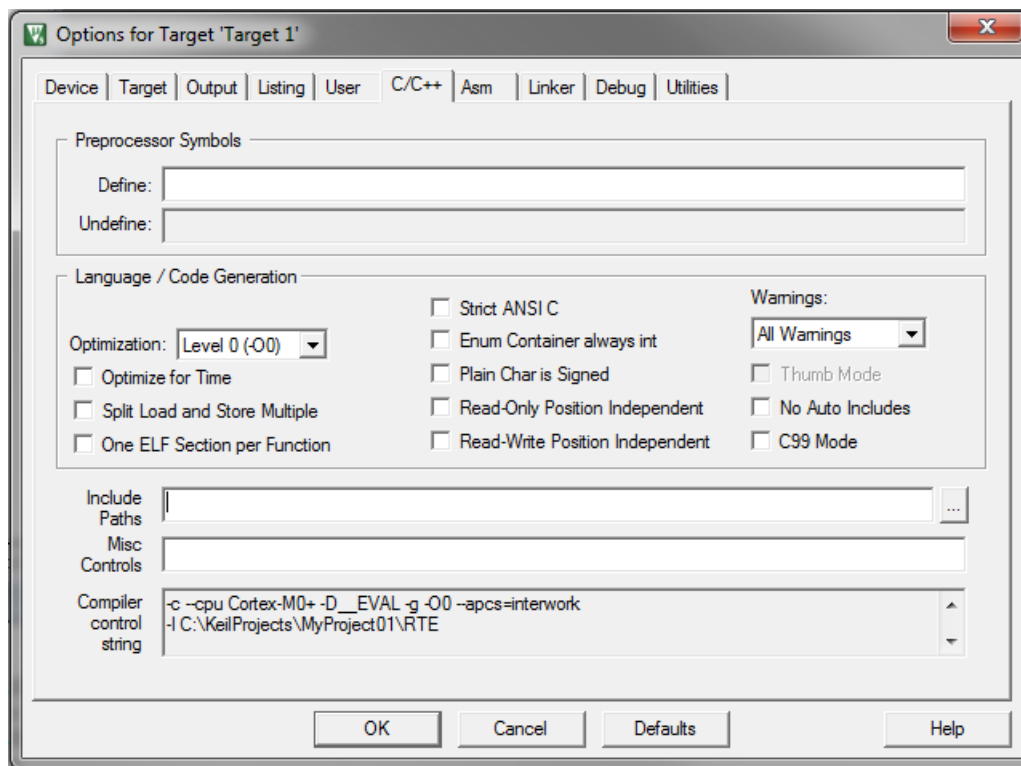 Options for Target 'Target 1'
Device Target Output Listing User C/C++ Asm Linker Debug Utilities
Preprocessor Symbols
Define:
Undefine:
Language / Code Generation
Strict ANSI C
Warnings:
Optimization: Level 0 (-O0)
Enum Container always int
All Warnings
Optimize for Time
Plain Char is Signed
Thumb Mode
Split Load and Store Multiple
Read-Only Position Independent
No Auto Includes
One ELF Section per Function
Read-Write Position Independent
C99 Mode
Include
Paths
...
Misc
Controls
Compiler
control
string
-c --cpu Cortex-M0+ -D__EVAL -g -O0 --apcs=interwork
-I C:\KeilProjects\MyProject01\RTE
OK Cancel Defaults Help